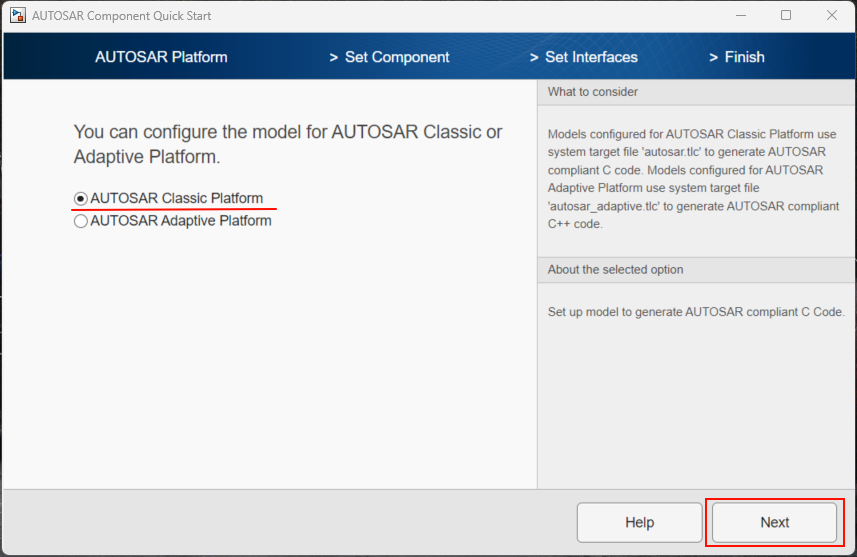 AUTOSAR Component Quick Start
AUTOSAR Platform > Set Component > Set Interfaces > Finish
You can configure the model for AUTOSAR Classic or
Adaptive Platform.
AUTOSAR Classic Platform
AUTOSAR Adaptive Platform
What to consider
Models configured for AUTOSAR Classic Platform use
system target file 'autosar.tlc' to generate AUTOSAR
compliant C code. Models configured for AUTOSAR
Adaptive Platform use system target file
'autosar_adaptive.tlc' to generate AUTOSAR compliant
C++ code.
About the selected option
Set up model to generate AUTOSAR compliant C Code.
Help
Next